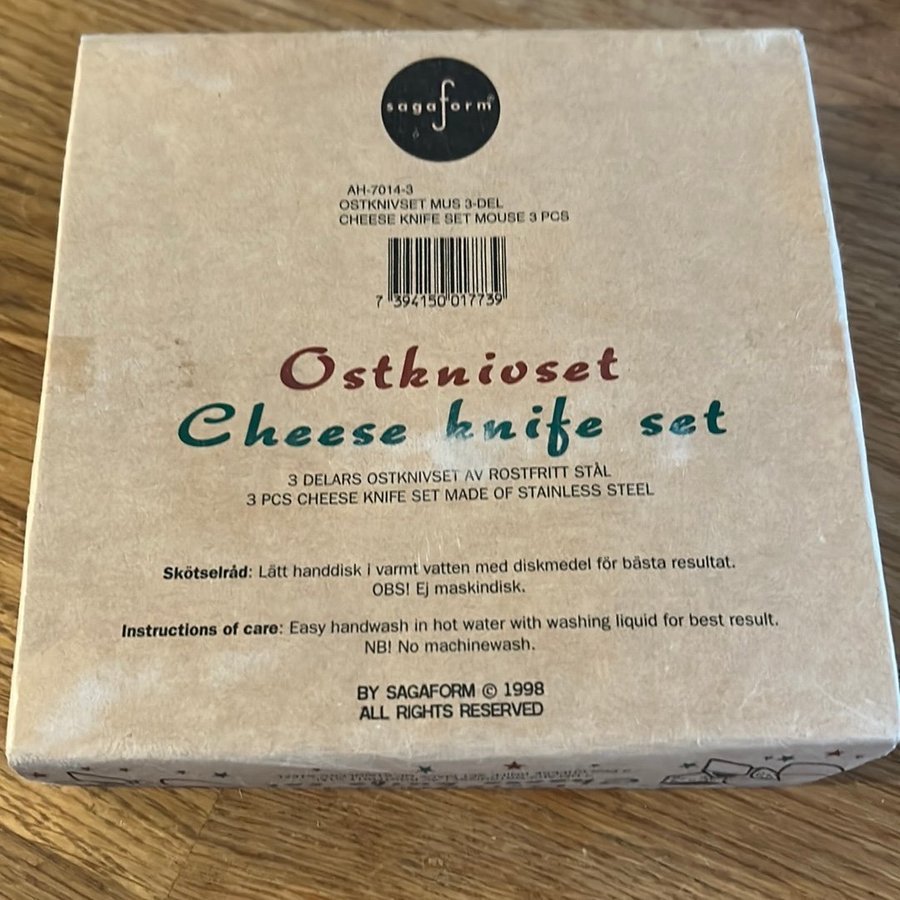 sagaform®
AH-7014-3
OSTKNIVSET MUS 3-DEL
CHEESE KNIFE SET MOUSE 3 PCS
7 394150 017739
Ostknivset
Cheese knife set
3 DELARS OSTKNIVSET AV ROSTFRITT STÅL
3 PCS CHEESE KNIFE SET MADE OF STAINLESS STEEL
Skötselråd: Lätt handdisk i varmt vatten med diskmedel för bästa resultat.
OBS! Ej maskindisk.
Instructions of care: Easy handwash in hot water with washing liquid for best result.
NB! No machinewash.
BY SAGAFORM © 1998
ALL RIGHTS RESERVED